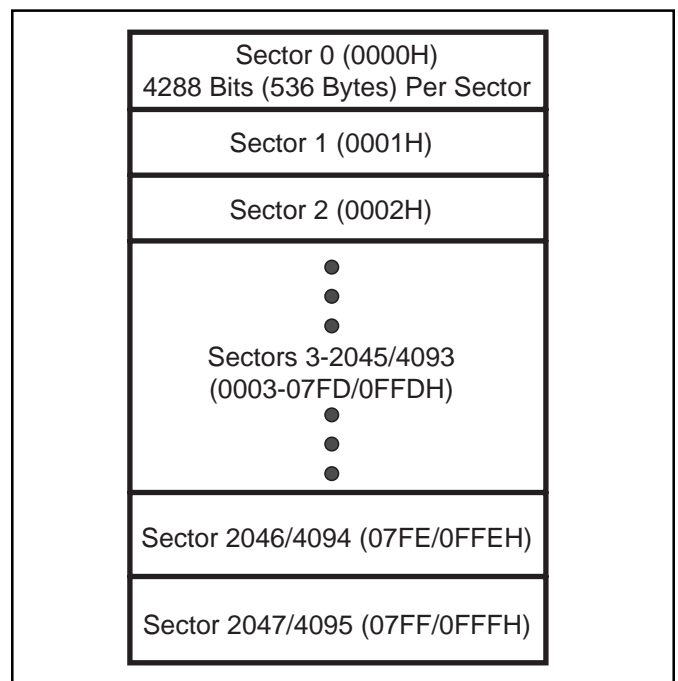 Sector 0 (0000H)
4288 Bits (536 Bytes) Per Sector
Sector 1 (0001H)
Sector 2 (0002H)
Sectors 3-2045/4093
(0003-07FD/0FFDH)
Sector 2046/4094 (07FE/0FFEH)
Sector 2047/4095 (07FF/0FFFH)